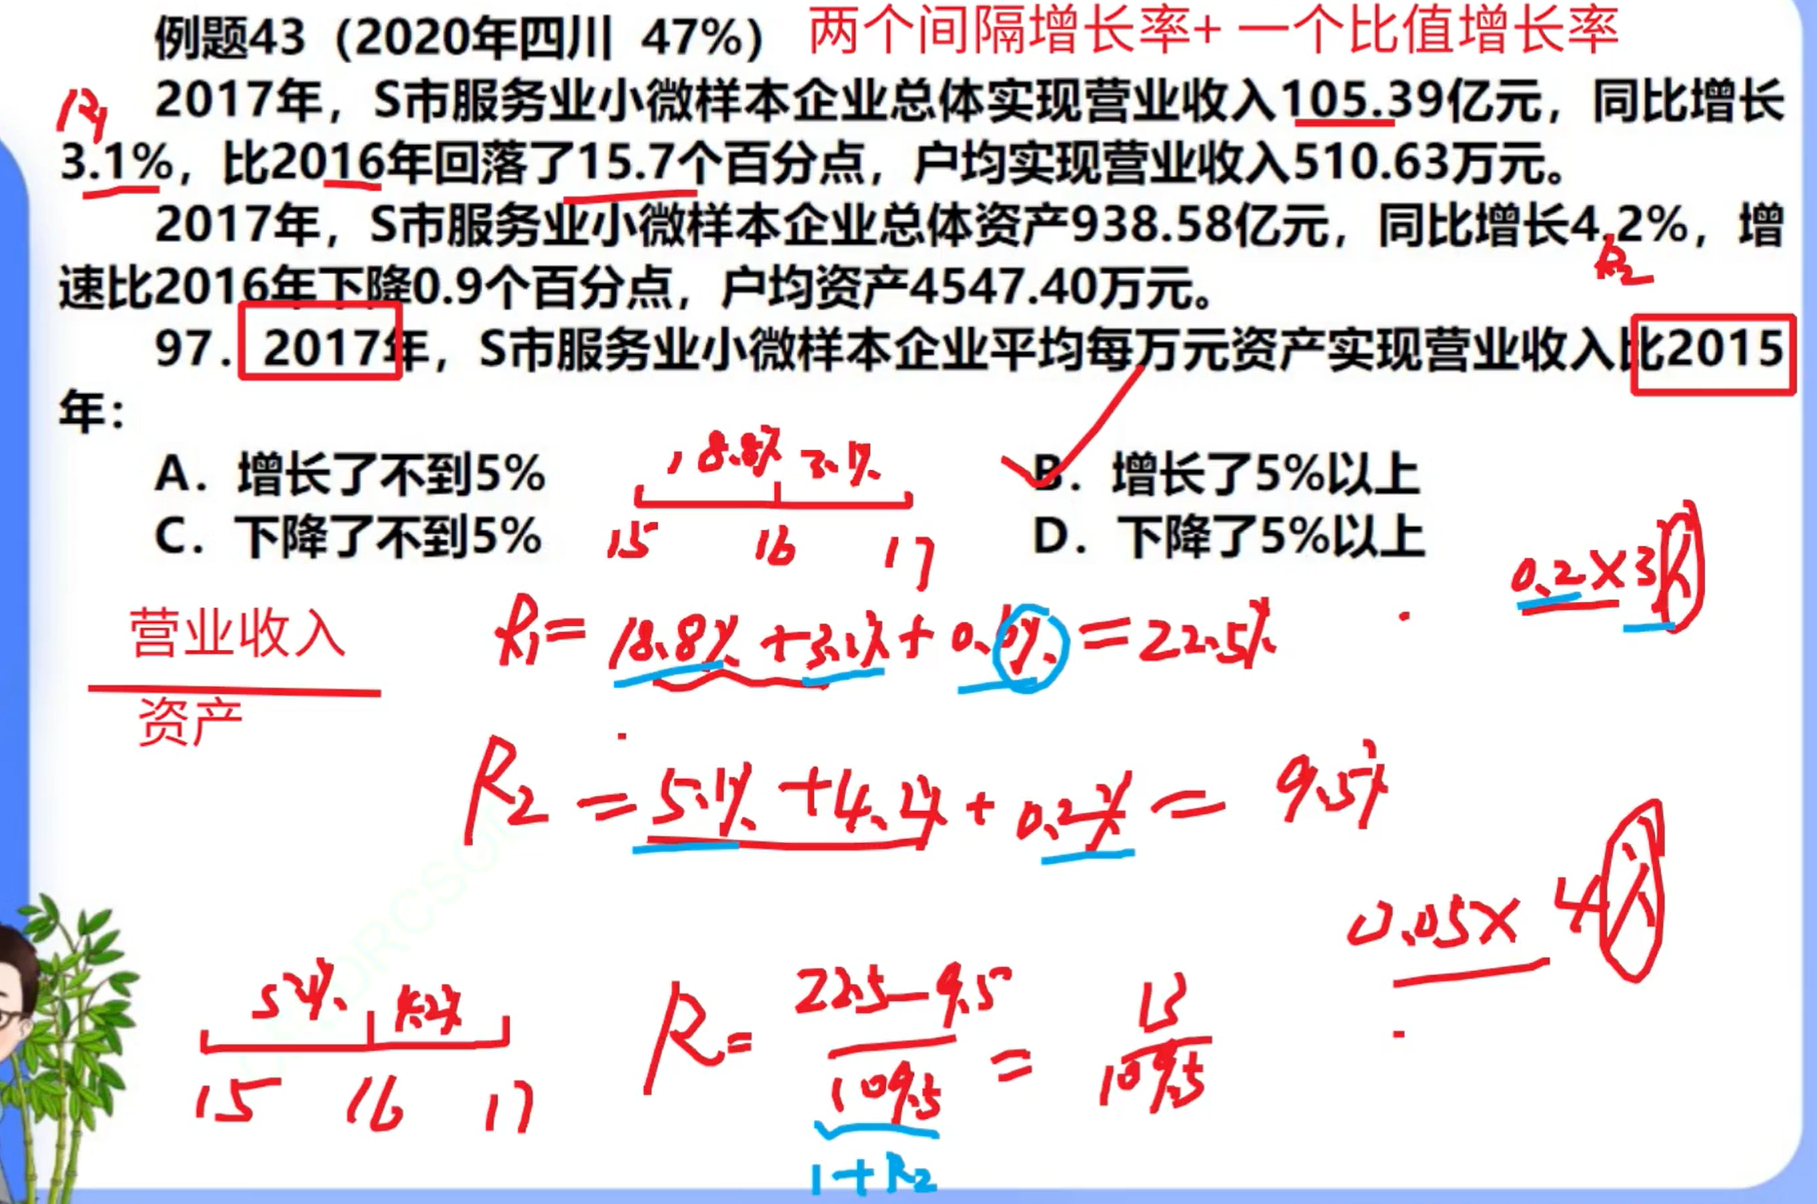 例题43（2020年四川 47%） 两个间隔增长率+ 一个比值增长率
2017年，S市服务业小微样本企业总体实现营业收入105.39亿元，同比增长
3.1%，比2016年回落了15.7个百分点，户均实现营业收入510.63万元。
2017年，S市服务业小微样本企业总体资产938.58亿元，同比增长4.2%，增
R2
速比2016年下降0.9个百分点，户均资产4547.40万元。
97. 2017年，S市服务业小微样本企业平均每万元资产实现营业收入比2015
年：
18.8% 3.1%
A. 增长了不到5% B. 增长了5%以上
15 16 17
C. 下降了不到5% D. 下降了5%以上
0.2×3%
营业收入
R1= 18.8%+3.1%+0.6%=22.5%
资产
R2=5.1%+4.2%+0.2%=9.5%
0.05×4%
5.1% 4.2%
15 16 17
R= 22.5-9.5 = 13
109.5 109.5
1+R2